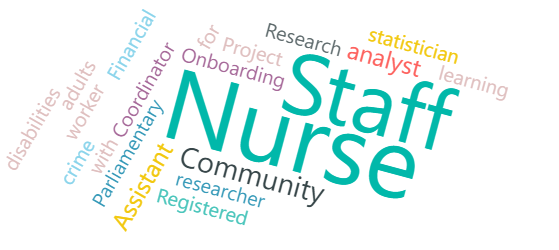 Financial
for
Project
Research
statistician
analyst
learning
Onboarding
Coordinator
Staff
Nurse
adults
worker
disabilities
with
crime
Parliamentary
Assistant
Community
researcher
Registered